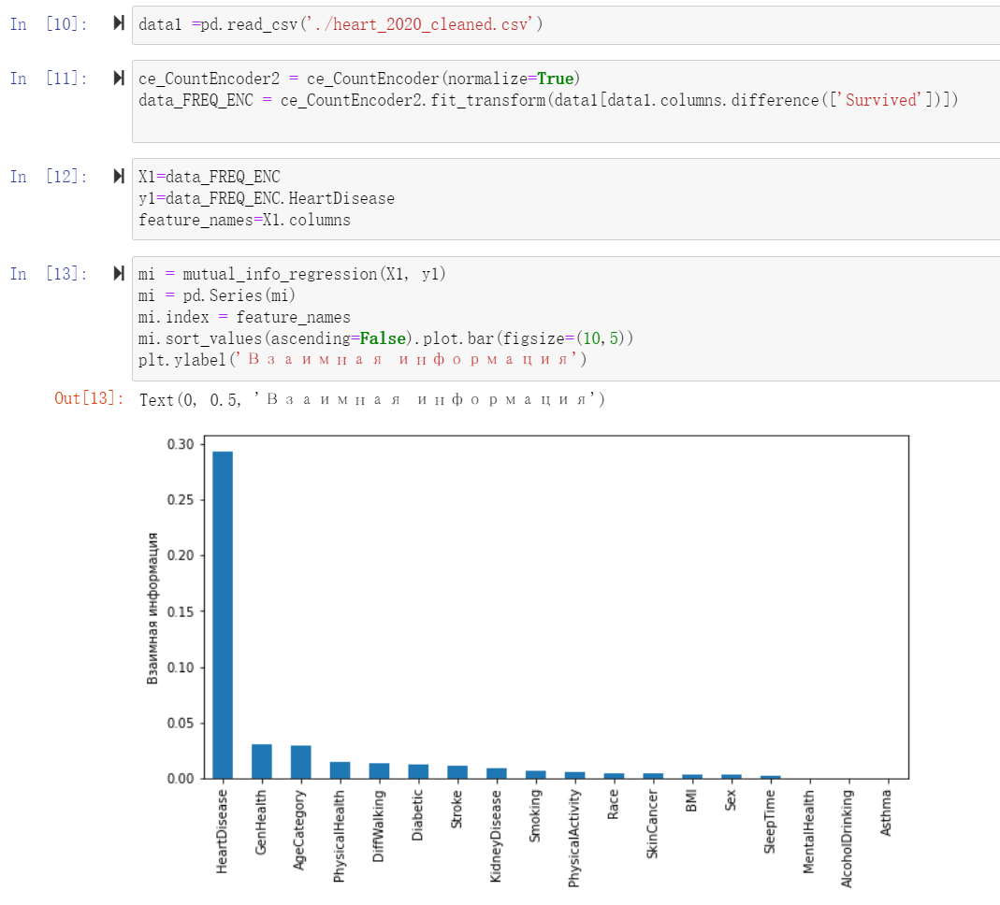 In [10]: data1 =pd.read_csv('./heart_2020_cleaned.csv')
In [11]: ce_CountEncoder2 = ce_CountEncoder(normalize=True)
data_FREQ_ENC = ce_CountEncoder2.fit_transform(data1[data1.columns.difference(['Survived'])])
In [12]: X1=data_FREQ_ENC
y1=data_FREQ_ENC.HeartDisease
feature_names=X1.columns
In [13]: mi = mutual_info_regression(X1, y1)
mi = pd.Series(mi)
mi.index = feature_names
mi.sort_values(ascending=False).plot.bar(figsize=(10,5))
plt.ylabel('Взаимная информация')
Out[13]: Text(0, 0.5, 'Взаимная информация')
0.30
0.25
0.20
0.15
0.10
0.05
0.00
Взаимная информация
HeartDisease
GenHealth
AgeCategory
PhysicalHealth
DiffWalking
Diabetic
Stroke
KidneyDisease
Smoking
PhysicalActivity
Race
SkinCancer
BMI
Sex
SleepTime
MentalHealth
AlcoholDrinking
Asthma